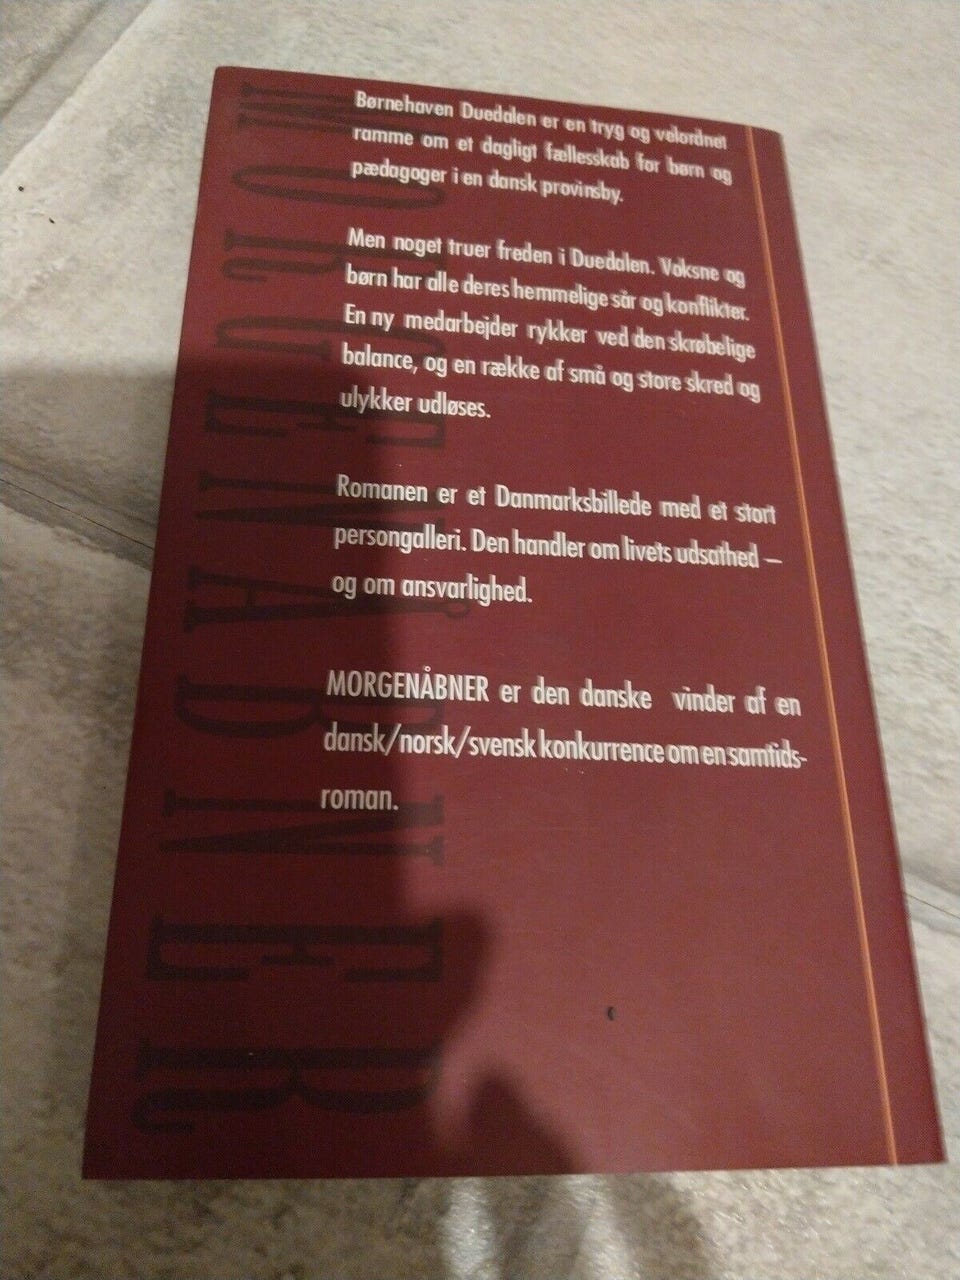 Børnehaven Duedalen er en tryg og velordnet
ramme om et dagligt fællesskab for børn og
pædagoger i en dansk provinsby.
Men noget truer freden i Duedalen. Voksne og
børn har alle deres hemmelige sår og konflikter.
En ny medarbejder rykker ved den skrøbelige
balance, og en række af små og store skred og
ulykker udløses.
Romanen er et Danmarksbillede med et stort
persongalleri. Den handler om livets udsathed –
og om ansvarlighed.
MORGENÅBNER er den danske vinder af en
dansk/norsk/svensk konkurrence om en samtids-
roman.
MORGENÅBNER